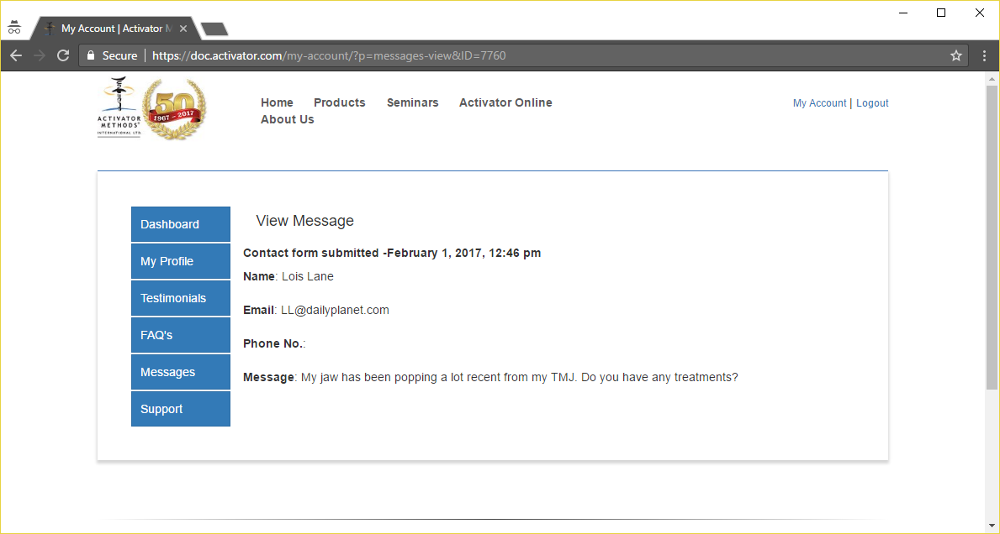 My Account | Activator M
Secure
https://doc.activator.com/my-account/?p=messages-view&ID=7760
ACTIVATOR
METHODS®
INTERNATIONAL LTD.
50
1967 – 2017
Home Products Seminars Activator Online
About Us
My Account | Logout
Dashboard
My Profile
Testimonials
FAQ's
Messages
Support
View Message
Contact form submitted -February 1, 2017, 12:46 pm
Name: Lois Lane
Email: LL@dailyplanet.com
Phone No.:
Message: My jaw has been popping a lot recent from my TMJ. Do you have any treatments?